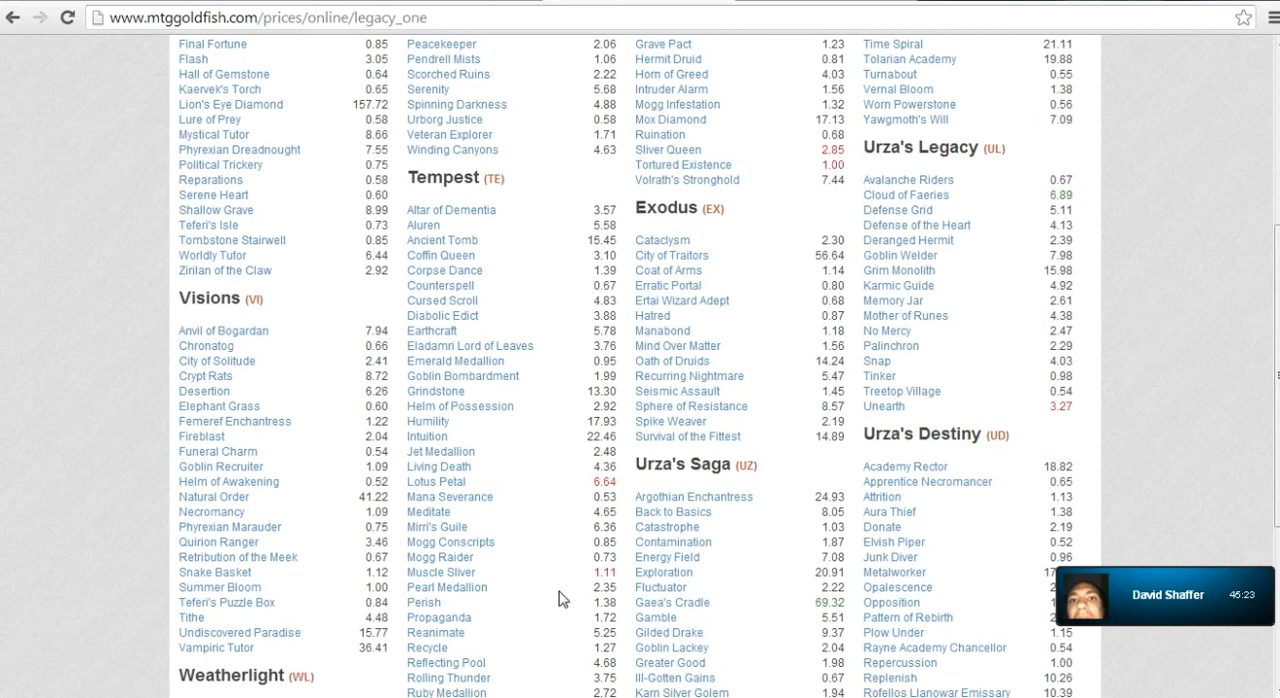 www.mtggoldfish.com/prices/online/legacy_one
Final Fortune 0.85
Flash 3.05
Hall of Gemstone 0.64
Kaervek's Torch 0.65
Lion's Eye Diamond 157.72
Lure of Prey 0.58
Mystical Tutor 8.66
Phyrexian Dreadnought 7.55
Political Trickery 0.75
Reparations 0.58
Serene Heart 0.60
Shallow Grave 8.99
Teferi's Isle 0.73
Tombstone Stairwell 0.85
Worldly Tutor 6.44
Zirilan of the Claw 2.92
Visions (VI)
Anvil of Bogardan 7.94
Chronatog 0.66
City of Solitude 2.41
Crypt Rats 8.72
Desertion 6.26
Elephant Grass 0.60
Femeref Enchantress 1.22
Fireblast 2.04
Funeral Charm 0.54
Goblin Recruiter 1.09
Helm of Awakening 0.52
Natural Order 41.22
Necromancy 1.09
Phyrexian Marauder 0.75
Quirion Ranger 3.46
Retribution of the Meek 0.67
Snake Basket 1.12
Summer Bloom 1.00
Teferi's Puzzle Box 0.84
Tithe 4.48
Undiscovered Paradise 15.77
Vampiric Tutor 36.41
Weatherlight (WL)
Peacekeeper 2.06
Pendrell Mists 1.06
Scorched Ruins 2.22
Serenity 5.68
Spinning Darkness 4.88
Urborg Justice 0.58
Veteran Explorer 1.71
Winding Canyons 4.63
Tempest (TE)
Altar of Dementia 3.57
Aluren 5.58
Ancient Tomb 15.45
Coffin Queen 3.10
Corpse Dance 1.39
Counterspell 0.67
Cursed Scroll 4.83
Diabolic Edict 3.88
Earthcraft 5.78
Eladamri Lord of Leaves 3.76
Emerald Medallion 0.95
Goblin Bombardment 1.99
Grindstone 13.30
Helm of Possession 2.92
Humility 17.93
Intuition 22.46
Jet Medallion 2.48
Living Death 4.36
Lotus Petal 6.64
Mana Severance 0.53
Meditate 4.65
Mirri's Guile 6.36
Mogg Conscripts 0.85
Mogg Raider 0.73
Muscle Sliver 1.11
Pearl Medallion 2.35
Perish 1.38
Propaganda 1.72
Reanimate 5.25
Recycle 1.27
Reflecting Pool 4.68
Rolling Thunder 3.75
Ruby Medallion 2.72
Grave Pact 1.23
Hermit Druid 0.81
Horn of Greed 4.03
Intruder Alarm 1.56
Mogg Infestation 1.32
Mox Diamond 17.13
Ruination 0.68
Sliver Queen 2.85
Tortured Existence 1.00
Volrath's Stronghold 7.44
Exodus (EX)
Cataclysm 2.30
City of Traitors 56.64
Coat of Arms 1.14
Erratic Portal 0.80
Ertai Wizard Adept 0.68
Hatred 0.87
Manabond 1.18
Mind Over Matter 1.56
Oath of Druids 14.24
Recurring Nightmare 5.47
Seismic Assault 1.45
Sphere of Resistance 8.57
Spike Weaver 2.19
Survival of the Fittest 14.89
Urza's Saga (UZ)
Argothian Enchantress 24.93
Back to Basics 8.05
Catastrophe 1.03
Contamination 1.87
Energy Field 7.08
Exploration 20.91
Fluctuator 2.22
Gaea's Cradle 69.32
Gamble 5.51
Gilded Drake 9.37
Goblin Lackey 2.04
Greater Good 1.98
Ill-Gotten Gains 0.67
Karn Silver Golem 1.94
Time Spiral 21.11
Tolarian Academy 19.88
Turnabout 0.55
Vernal Bloom 1.38
Worn Powerstone 0.56
Yawgmoth's Will 7.09
Urza's Legacy (UL)
Avalanche Riders 0.67
Cloud of Faeries 6.89
Defense Grid 5.11
Defense of the Heart 4.13
Deranged Hermit 2.39
Goblin Welder 7.98
Grim Monolith 15.98
Karmic Guide 4.92
Memory Jar 2.61
Mother of Runes 4.38
No Mercy 2.47
Palinchron 2.29
Snap 4.03
Tinker 0.98
Treetop Village 0.54
Unearth 3.27
Urza's Destiny (UD)
Academy Rector 18.82
Apprentice Necromancer 0.65
Attrition 1.13
Aura Thief 1.38
Donate 2.19
Elvish Piper 0.52
Junk Diver 0.96
Metalworker
Opalescence
Opposition
Pattern of Rebirth
Plow Under 1.15
Rayne Academy Chancellor 0.54
Repercussion 1.00
Replenish 10.26
Rofellos Llanowar Emissary 10.39
David Shaffer 45:23